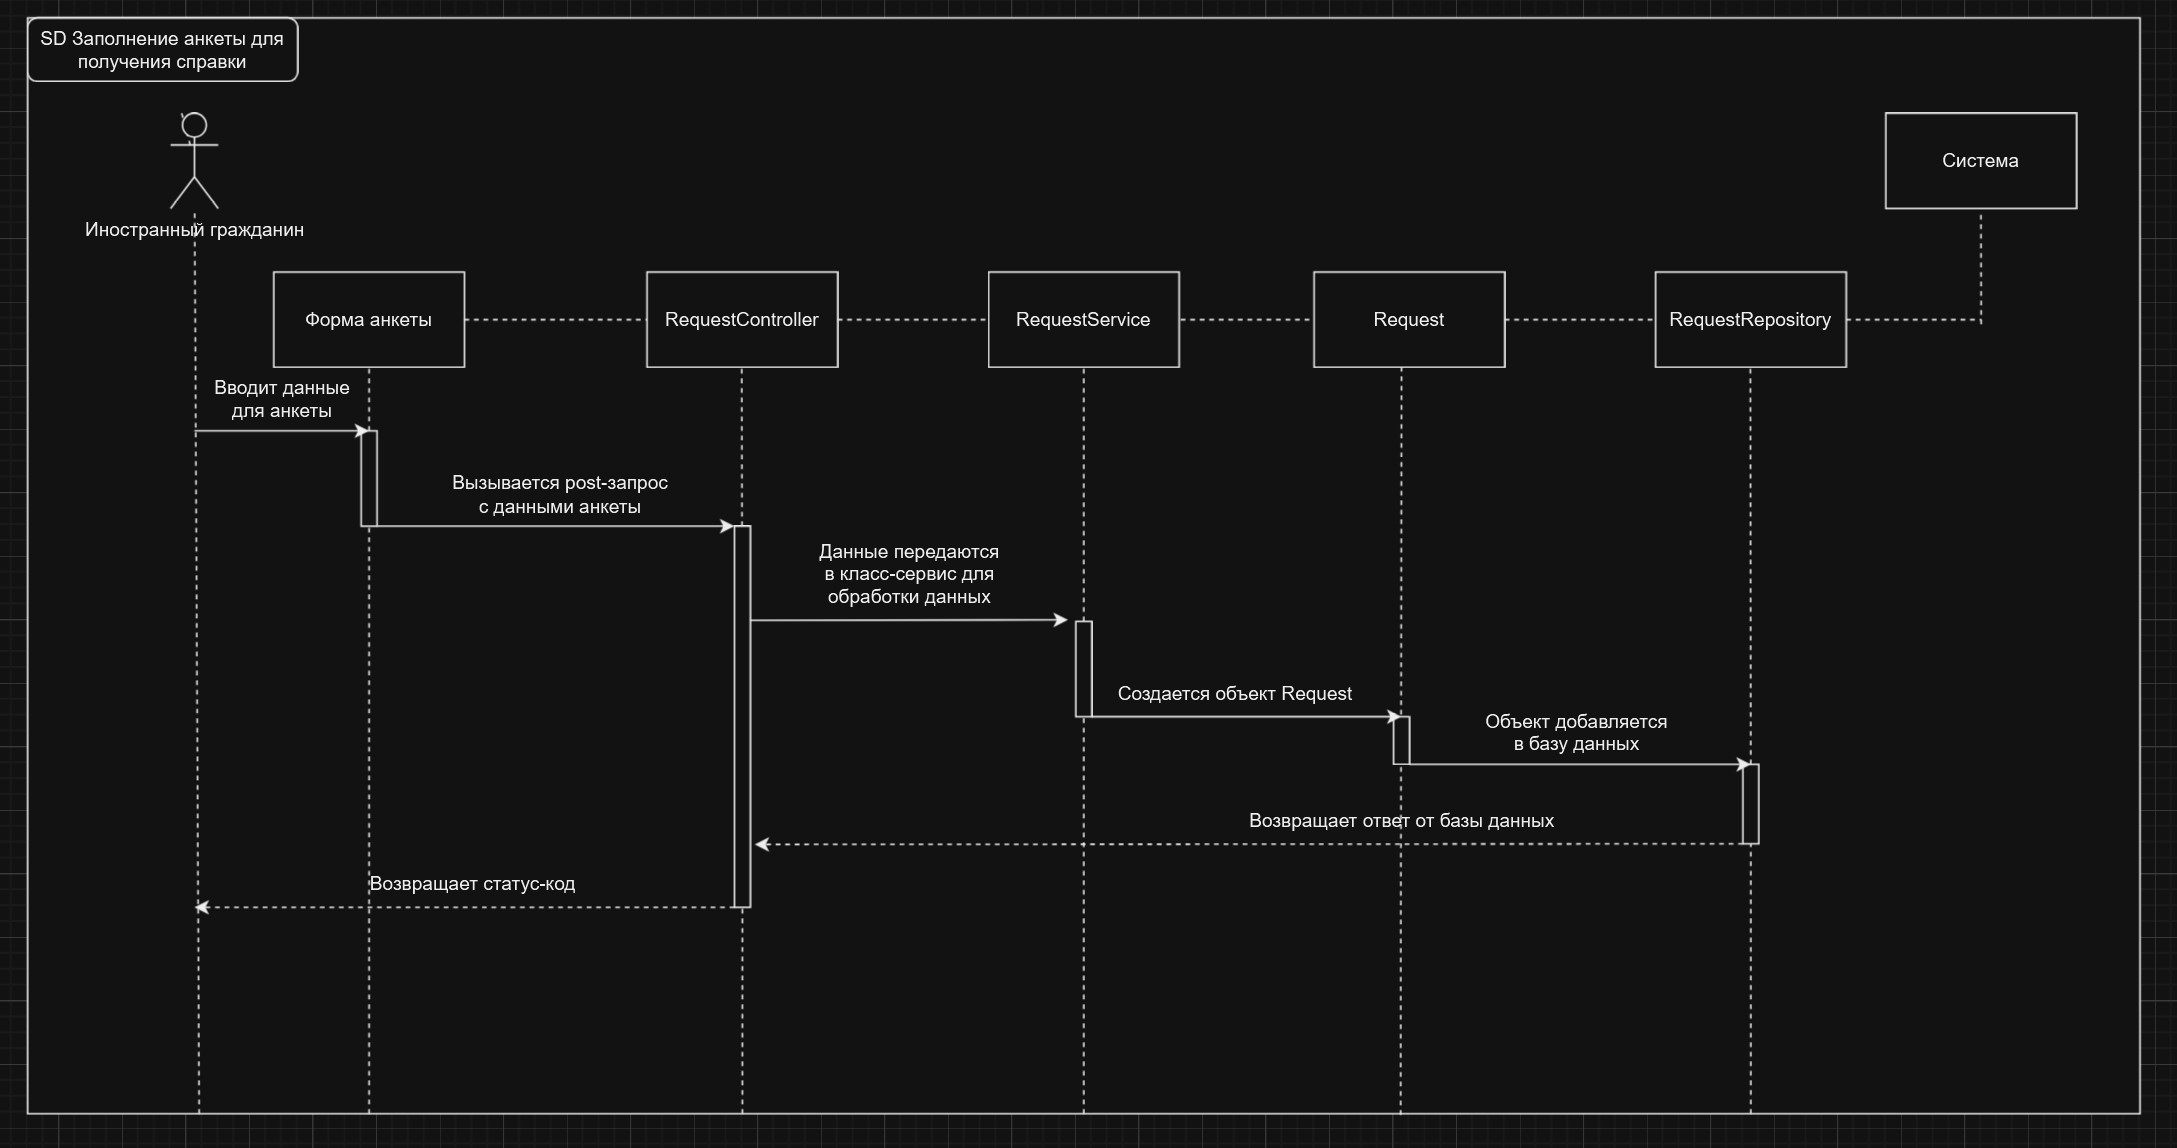 SD Заполнение анкеты для
получения справки
Система
Иностранный гражданин
Форма анкеты
RequestController
RequestService
Request
RequestRepository
Вводит данные
для анкеты
Вызывается post-запрос
с данными анкеты
Данные передаются
в класс-сервис для
обработки данных
Создается объект Request
Объект добавляется
в базу данных
Возвращает ответ от базы данных
Возвращает статус-код